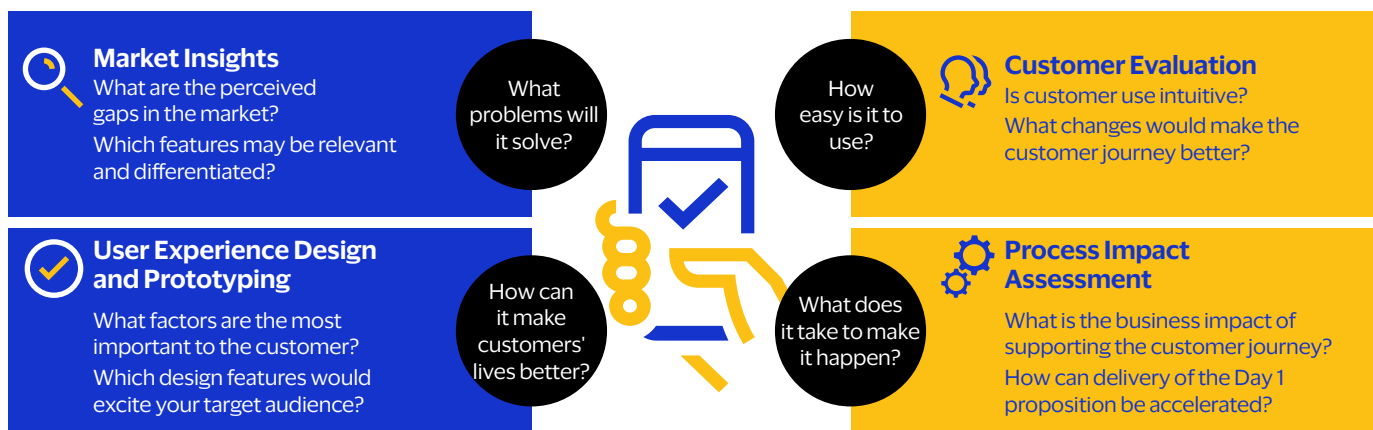 Market Insights
What are the perceived
gaps in the market?
Which features may be relevant
and differentiated?
What
problems will
it solve?
How
easy is it to
use?
Customer Evaluation
Is customer use intuitive?
What changes would make the
customer journey better?
User Experience Design
and Prototyping
What factors are the most
important to the customer?
Which design features would
excite your target audience?
How can
it make
customers'
lives better?
What does
it take to make
it happen?
Process Impact
Assessment
What is the business impact of
supporting the customer journey?
How can delivery of the Day 1
proposition be accelerated?